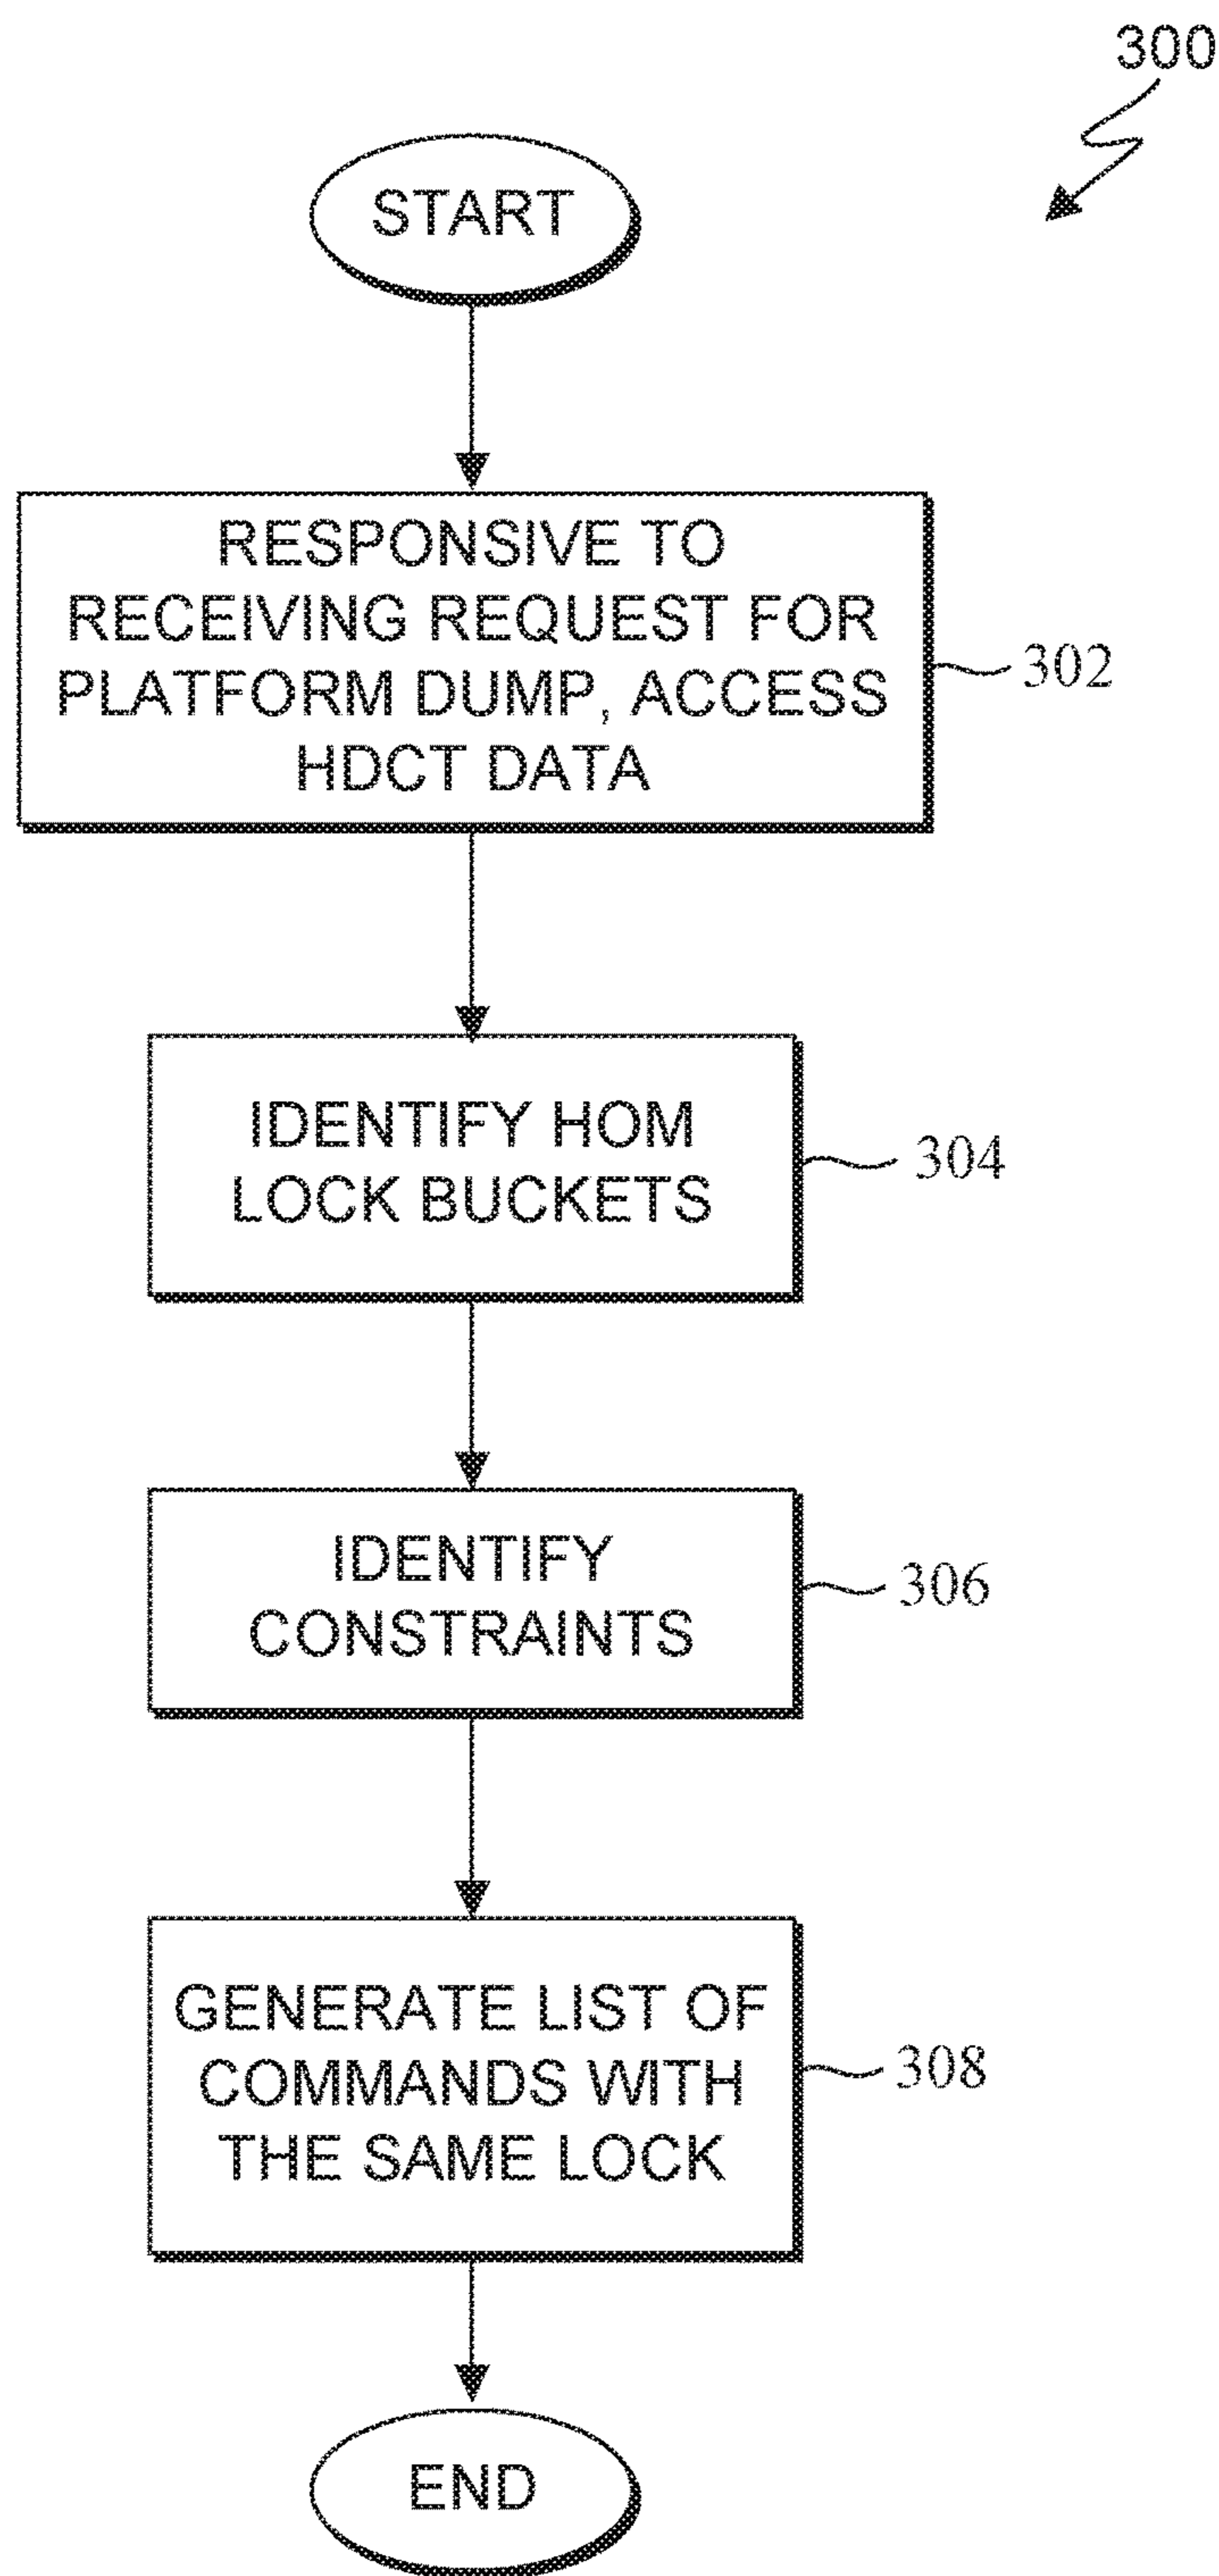 300
START
RESPONSIVE TO
RECEIVING REQUEST FOR
PLATFORM DUMP, ACCESS
HDCT DATA
302
IDENTIFY HOM
LOCK BUCKETS
304
IDENTIFY
CONSTRAINTS
306
GENERATE LIST OF
COMMANDS WITH
THE SAME LOCK
308
END